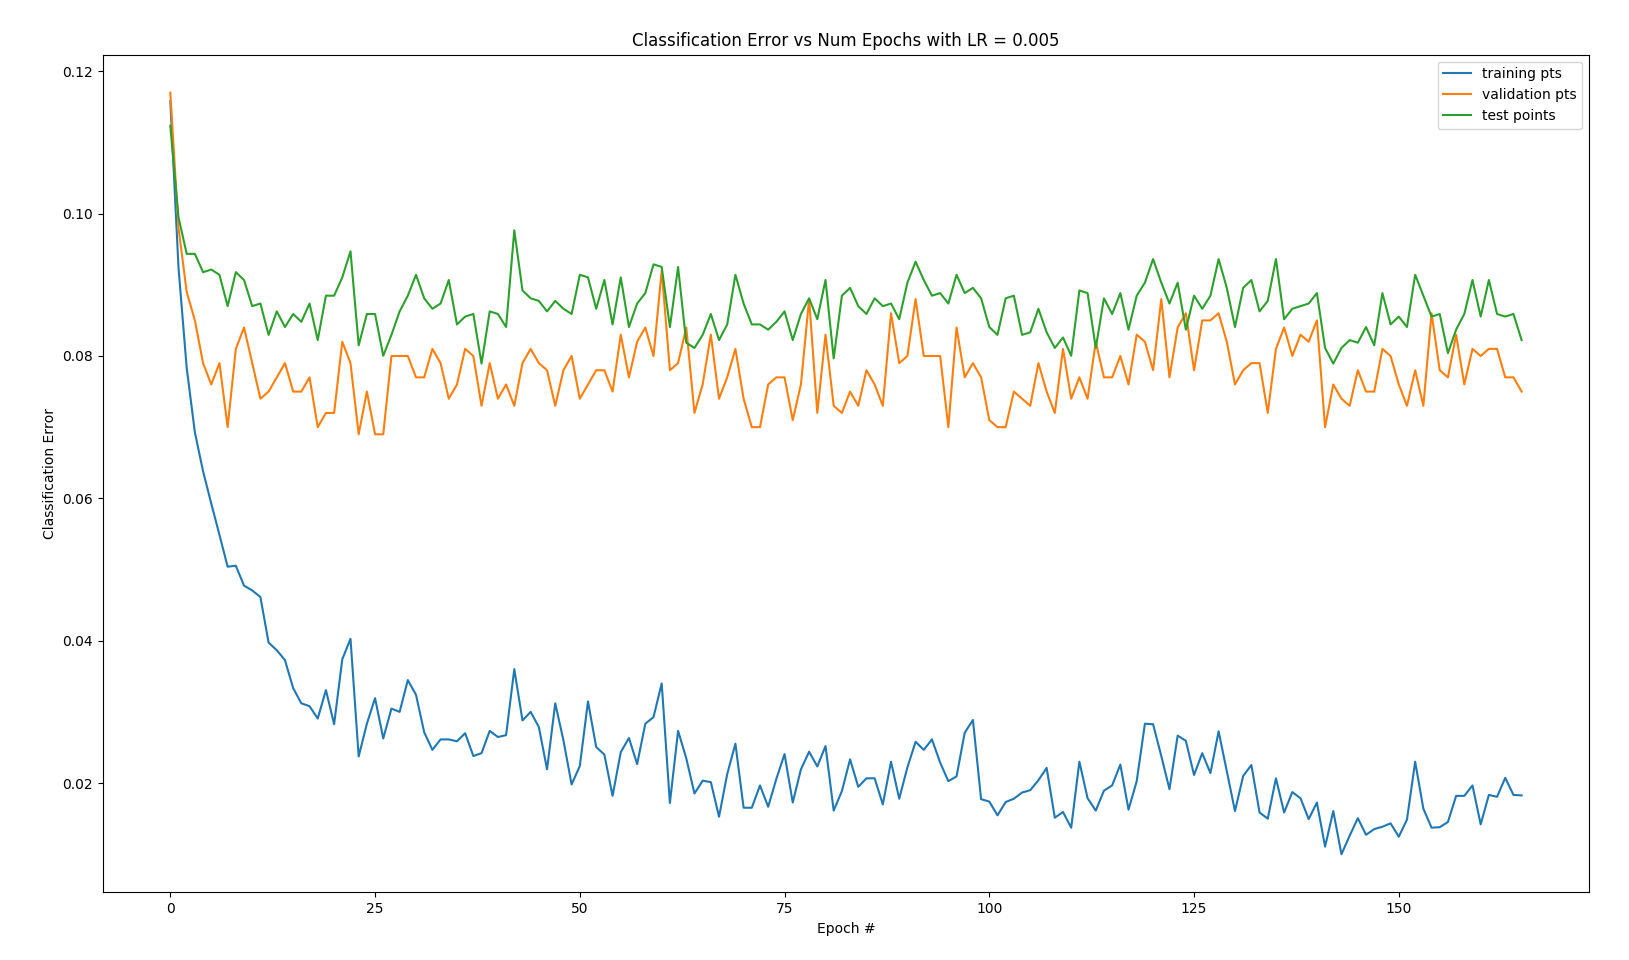 Classification Error vs Num Epochs with LR = 0.005
training pts
validation pts
test points
0.12
0.10
0.08
0.06
0.04
0.02
Classification Error
0
25
50
75
100
125
150
Epoch #